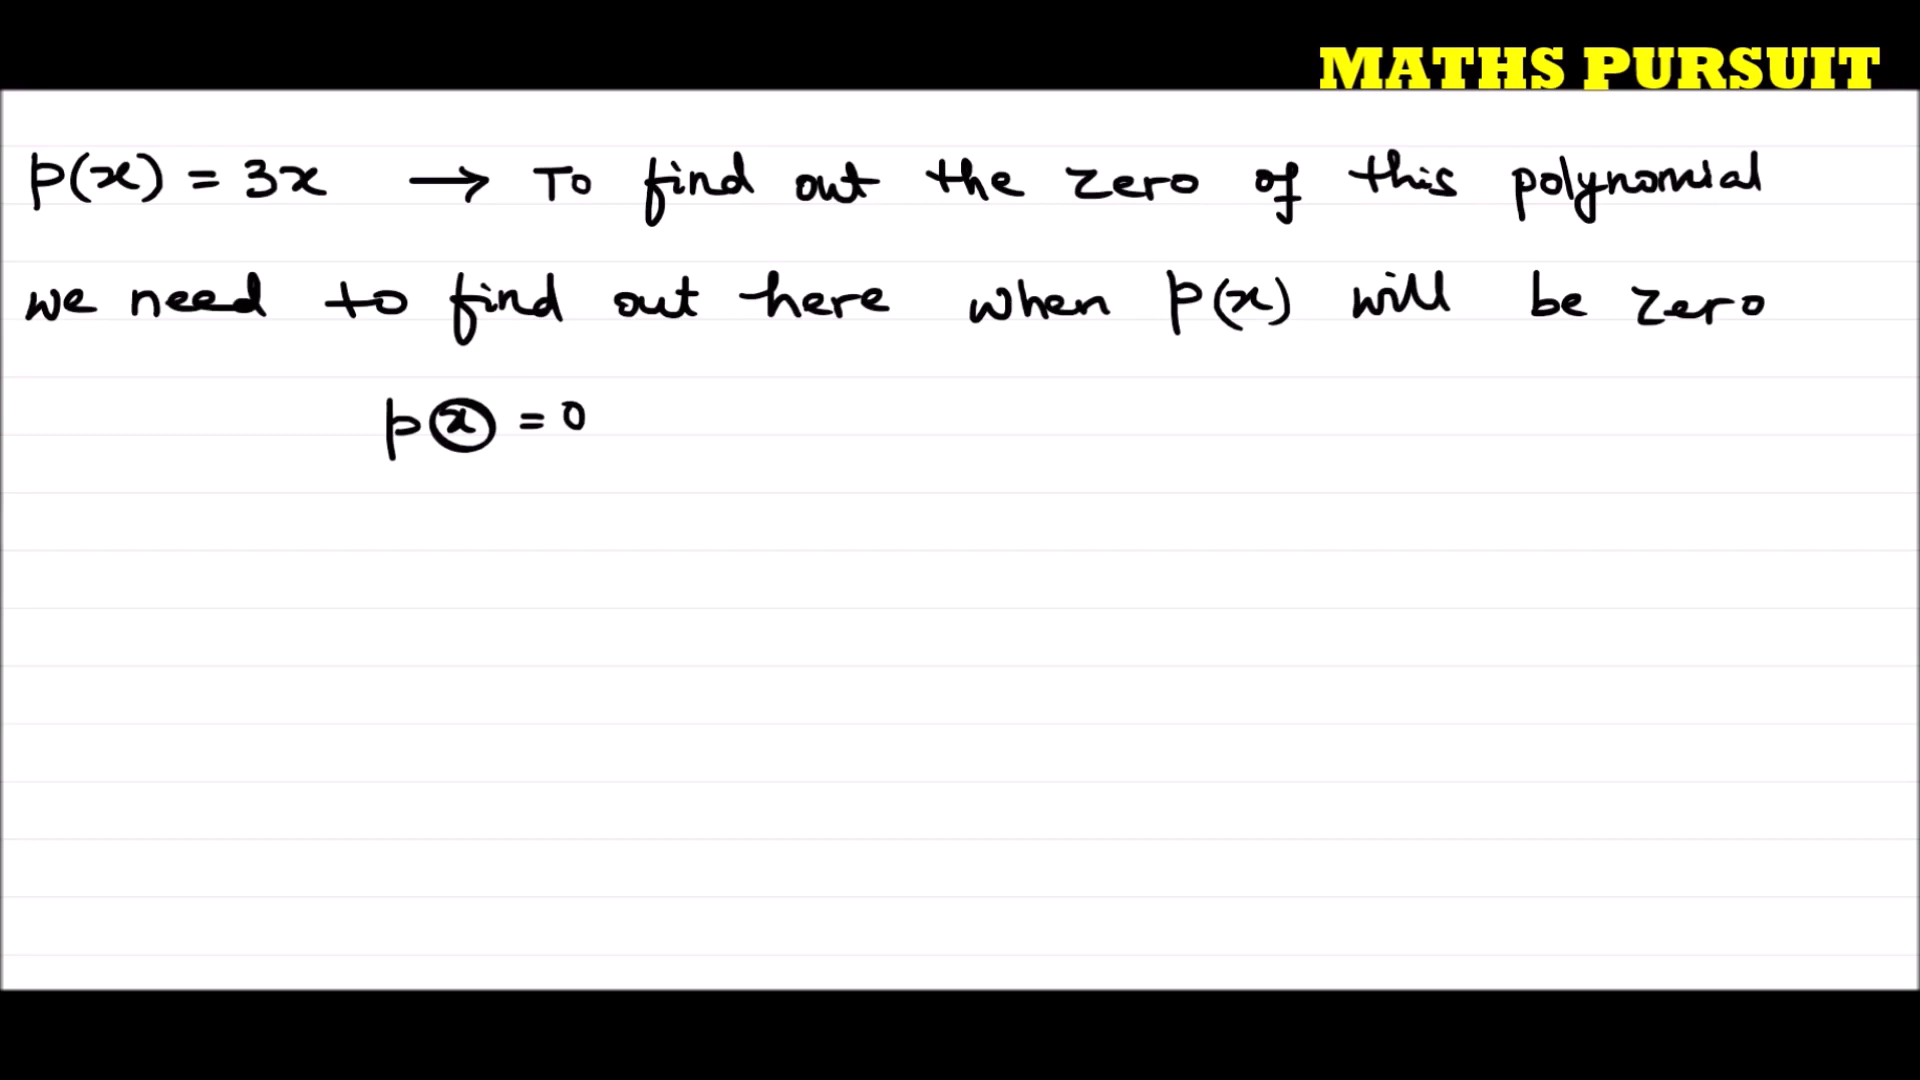 MATHS PURSUIT
p(x) = 3x → To find out the zero of this polynomial
we need to find out here when p(x) will be zero
p(x) = 0